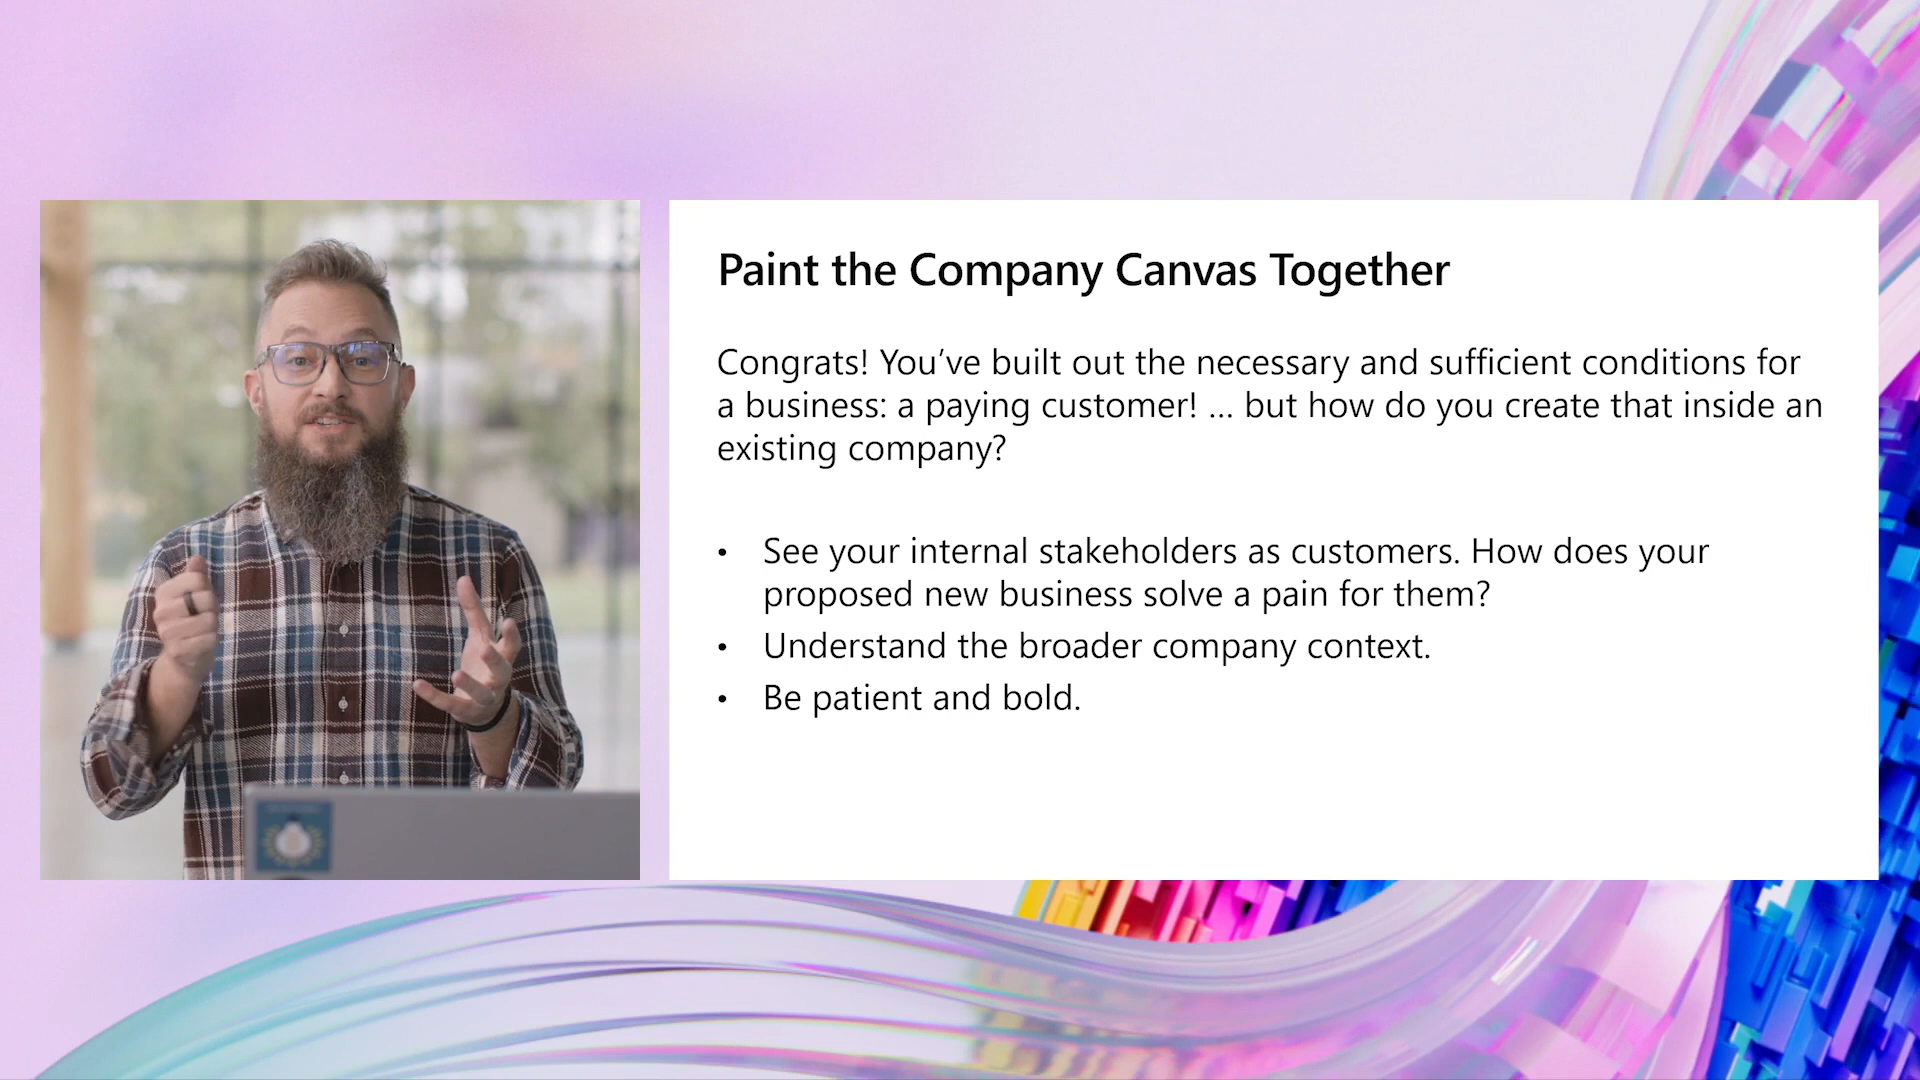 Paint the Company Canvas Together
Congrats! You’ve built out the necessary and sufficient conditions for
a business: a paying customer! ... but how do you create that inside an
existing company?
• See your internal stakeholders as customers. How does your
proposed new business solve a pain for them?
• Understand the broader company context.
• Be patient and bold.